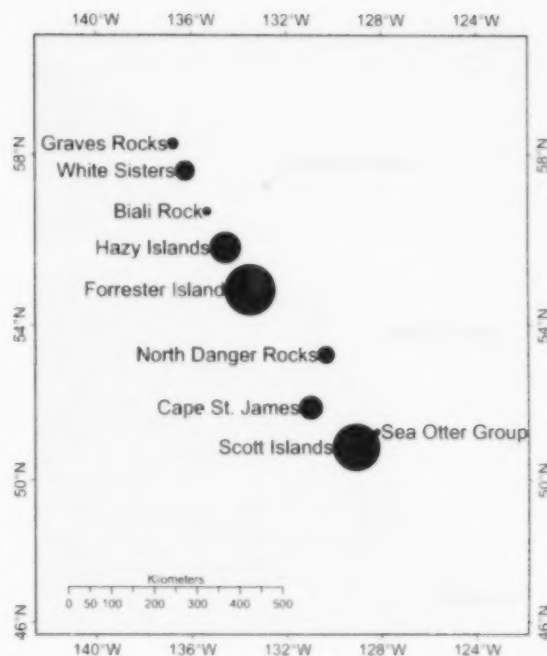 140°W 136°W 132°W 128°W 124°W
58°N 58°N
Graves Rocks
White Sisters
Biali Rock
Hazy Islands
Forrester Island
54°N 54°N
North Danger Rocks
Cape St. James
Sea Otter Group
Scott Islands
50°N 50°N
Kilometers
0 50 100 200 300 400 500
46°N 46°N
140°W 136°W 132°W 128°W 124°W